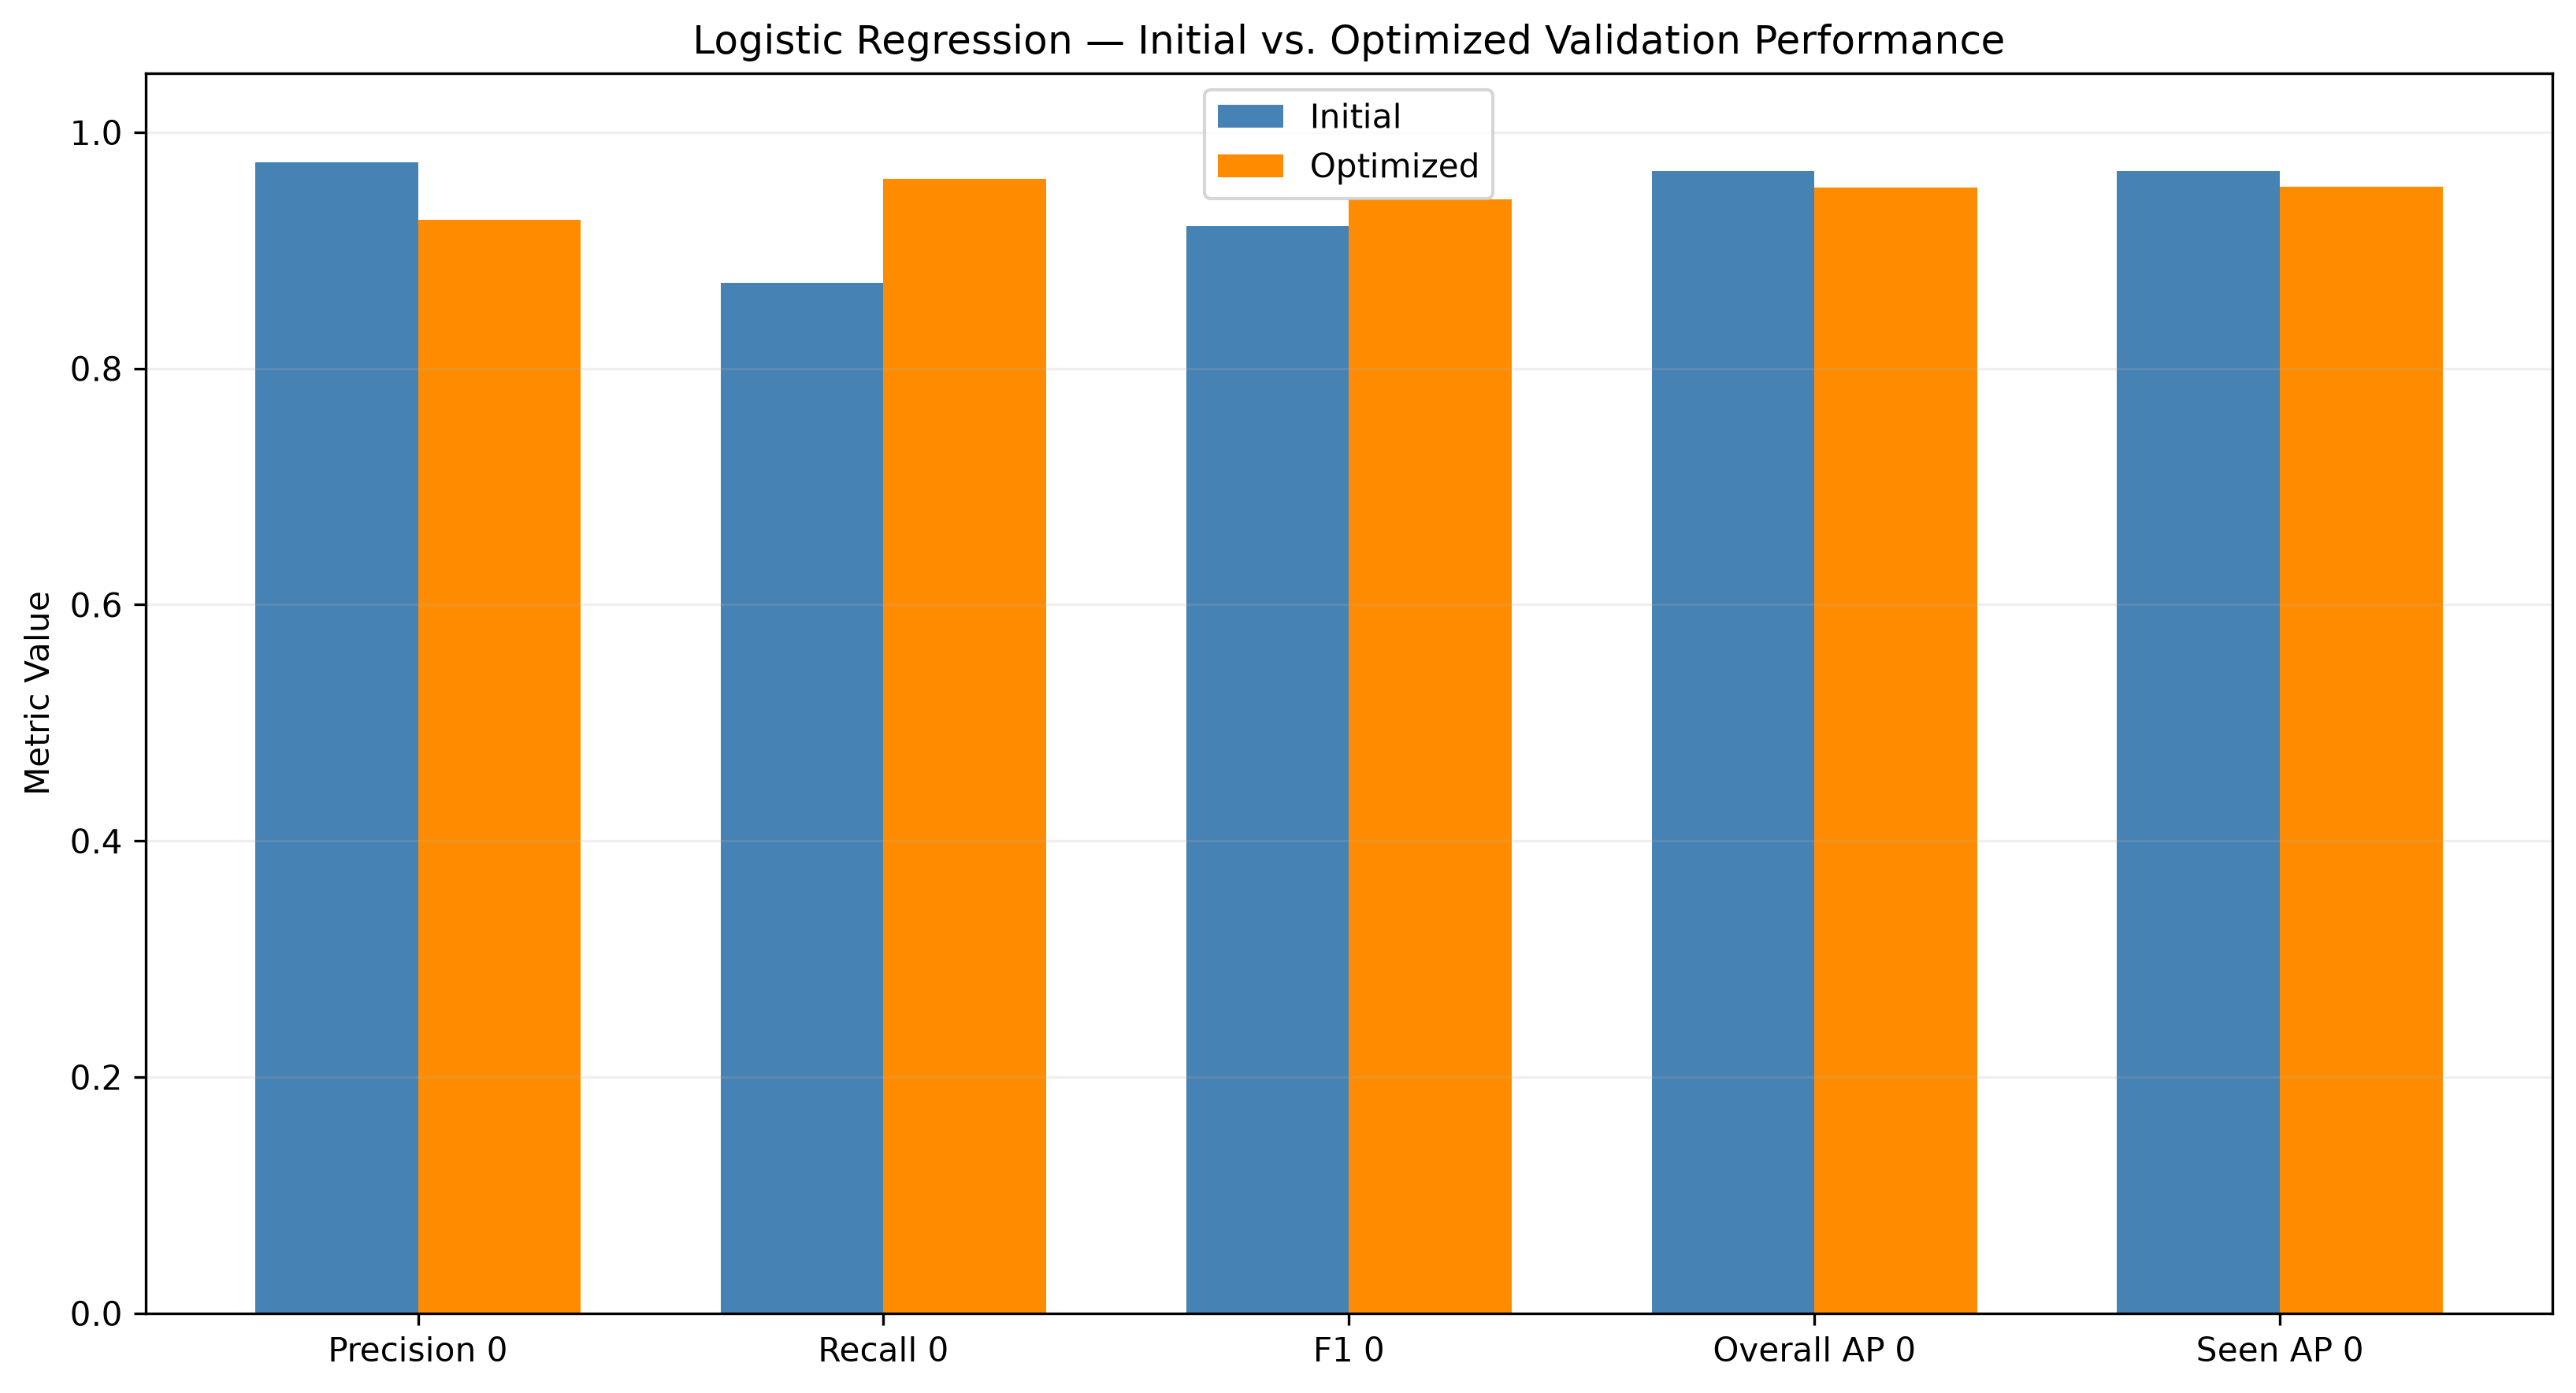 Logistic Regression — Initial vs. Optimized Validation Performance
Initial
Optimized
Metric Value
1.0
0.8
0.6
0.4
0.2
0.0
Precision 0
Recall 0
F1 0
Overall AP 0
Seen AP 0